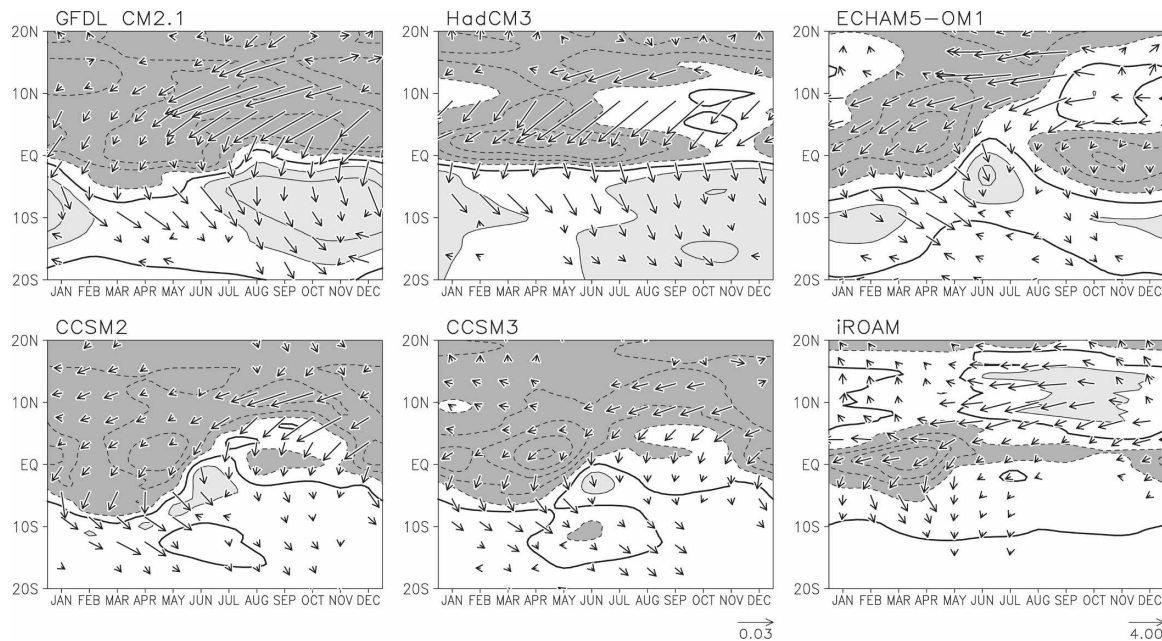 GFDL CM2.1 HadCM3 ECHAM5-OM1
20N 20N 20N
10N 10N 10N
EQ EQ EQ
10S 10S 10S
20S 20S 20S
JAN FEB MAR APR MAY JUN JUL AUG SEP OCT NOV DEC JAN FEB MAR APR MAY JUN JUL AUG SEP OCT NOV DEC JAN FEB MAR APR MAY JUN JUL AUG SEP OCT NOV DEC
CCSM2 CCSM3 iROAM
20N 20N 20N
10N 10N 10N
EQ EQ EQ
10S 10S 10S
20S 20S 20S
JAN FEB MAR APR MAY JUN JUL AUG SEP OCT NOV DEC JAN FEB MAR APR MAY JUN JUL AUG SEP OCT NOV DEC JAN FEB MAR APR MAY JUN JUL AUG SEP OCT NOV DEC
0.03 4.00